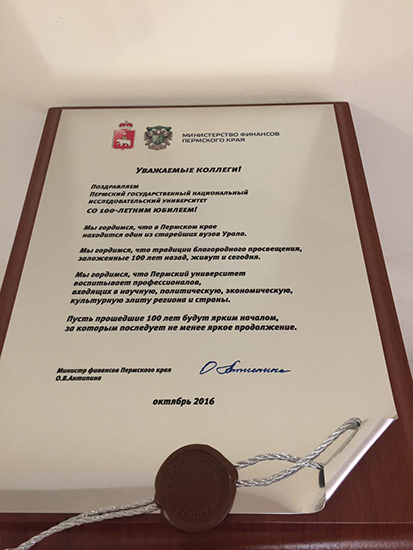 МИНИСТЕРСТВО ФИНАНСОВ
ПЕРМСКОГО КРАЯ
УВАЖАЕМЫЕ КОЛЛЕГИ!
ПОЗДРАВЛЯЕМ
ПЕРМСКИЙ ГОСУДАРСТВЕННЫЙ НАЦИОНАЛЬНЫЙ
ИССЛЕДОВАТЕЛЬСКИЙ УНИВЕРСИТЕТ
СО 100-ЛЕТНИМ ЮБИЛЕЕМ!
Мы гордимся, что в Пермском крае
находится один из старейших вузов Урала.
Мы гордимся, что традиции благородного просвещения,
заложенные 100 лет назад, живут и сегодня.
Мы гордимся, что Пермский университет
воспитывает профессионалов,
входящих в научную, политическую, экономическую,
культурную элиту региона и страны.
Пусть прошедшие 100 лет будут ярким началом,
за которым последует не менее яркое продолжение.
Министр финансов Пермского края
О.В.Антипина
октябрь 2016